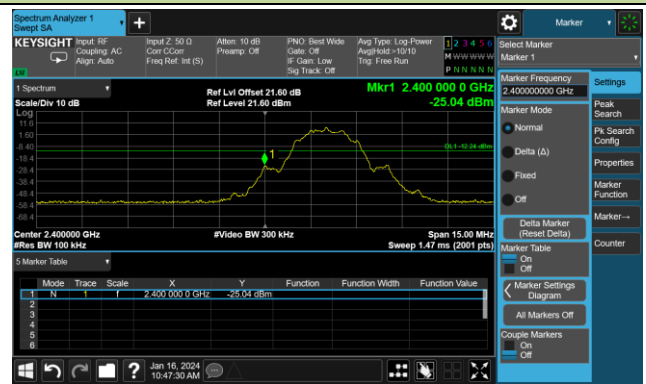 Spectrum Analyzer 1
Swept SA
+
Marker
KEYSIGHT
Input: RF
Coupling: AC
Align: Auto
Input Z: 50 Ω
Corr CCorr
Freq Ref: Int (S)
Atten: 10 dB
Preamp: Off
PNO: Best Wide
Gate: Off
IF Gain: Low
Sig Track: Off
Avg Type: Log-Power
Avg|Hold:>10/10
Trig: Free Run
1 2 3 4 5 6
M W W W W W
P N N N N N
LU
Select Marker
Marker 1
1 Spectrum
Ref Lvl Offset 21.60 dB
Mkr1 2.400 000 0 GHz
Scale/Div 10 dB
Ref Level 21.60 dBm
-25.04 dBm
Log
11.6
1.60
-8.40
-18.4
-28.4
-38.4
-48.4
-58.4
-68.4
1
DL1 -12.24 dBm
Center 2.400000 GHz
#Video BW 300 kHz
Span 15.00 MHz
#Res BW 100 kHz
Sweep 1.47 ms (2001 pts)
5 Marker Table
Mode Trace Scale X Y Function Function Width Function Value
1 N 1 f 2.400 000 0 GHz -25.04 dBm
2
3
4
5
6
Marker Frequency
2.400000000 GHz
Marker Mode
Normal
Delta (Δ)
Fixed
Off
Delta Marker
(Reset Delta)
Marker Table
On
Off
Marker Settings
Diagram
All Markers Off
Couple Markers
On
Off
Settings
Peak
Search
Pk Search
Config
Properties
Marker
Function
Marker→
Counter
?
Jan 16, 2024
10:47:30 AM